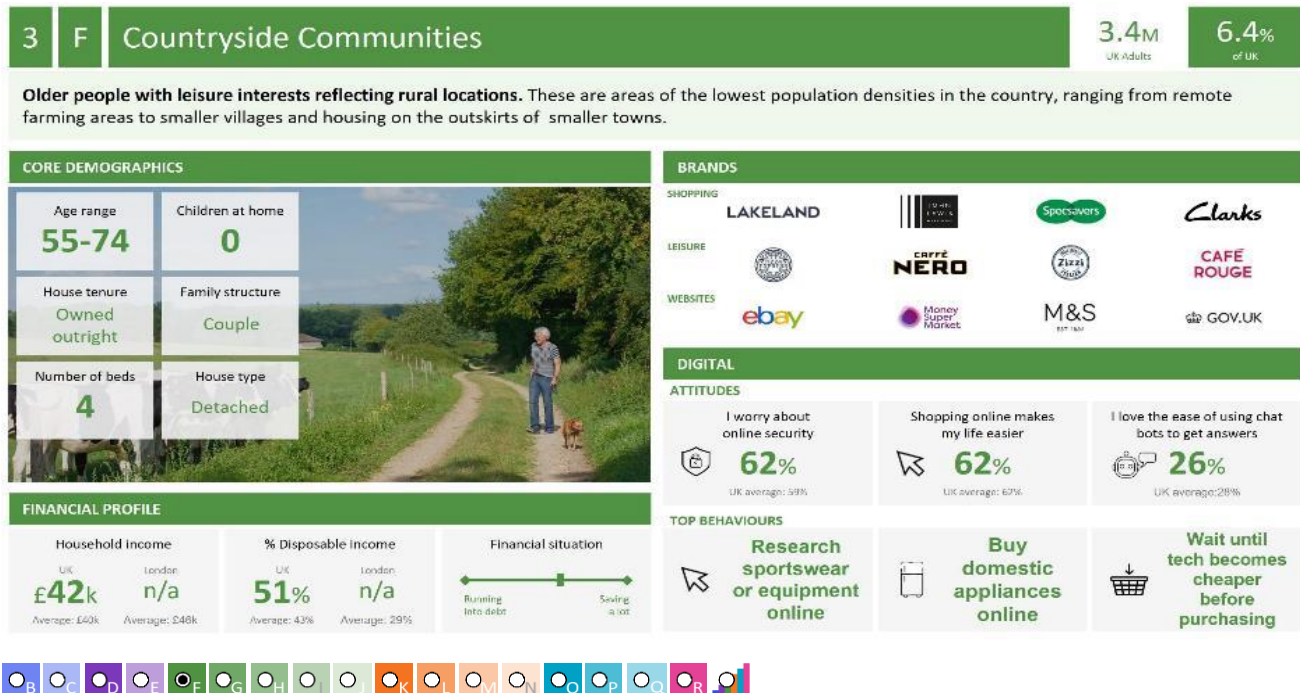 3 F Countryside Communities
3.4M
UK Adults
6.4%
of UK
Older people with leisure interests reflecting rural locations. These are areas of the lowest population densities in the country, ranging from remote
farming areas to smaller villages and housing on the outskirts of smaller towns.
CORE DEMOGRAPHICS
Age range
55-74
Children at home
0
House tenure
Owned
outright
Family structure
Couple
Number of beds
4
House type
Detached
FINANCIAL PROFILE
Household income
UK
£42k
Average: £40k
London
n/a
Average: £46k
% Disposable income
UK
51%
Average: 43%
London
n/a
Average: 29%
Financial situation
Running
into debt
Saving
a lot
BRANDS
SHOPPING
LAKELAND
JOHN
LEWIS
Specsavers
Clarks
LEISURE
CAFFÈ
NERO
Zizzi
CAFÉ
ROUGE
WEBSITES
ebay
Money
Super
Market
M&S
EST. 1884
GOV.UK
DIGITAL
ATTITUDES
I worry about
online security
62%
UK average: 59%
Shopping online makes
my life easier
62%
UK average: 62%
I love the ease of using chat
bots to get answers
26%
UK average:28%
TOP BEHAVIOURS
Research
sportswear
or equipment
online
Buy
domestic
appliances
online
Wait until
tech becomes
cheaper
before
purchasing
B C D E F G H I J K L M N O P Q R